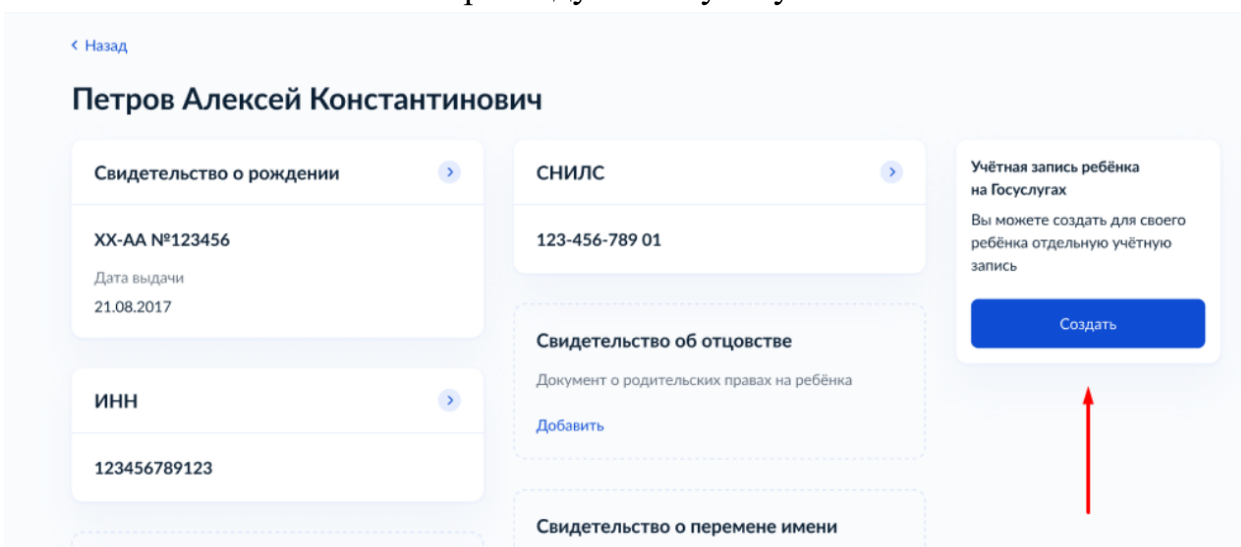 Назад
Петров Алексей Константинович
Свидетельство о рождении
XX-АА №123456
Дата выдачи
21.08.2017
ИНН
123456789123
СНИЛС
123-456-789 01
Свидетельство об отцовстве
Документ о родительских правах на ребёнка
Добавить
Свидетельство о перемене имени
Учётная запись ребёнка
на Госуслугах
Вы можете создать для своего
ребёнка отдельную учётную
запись
Создать